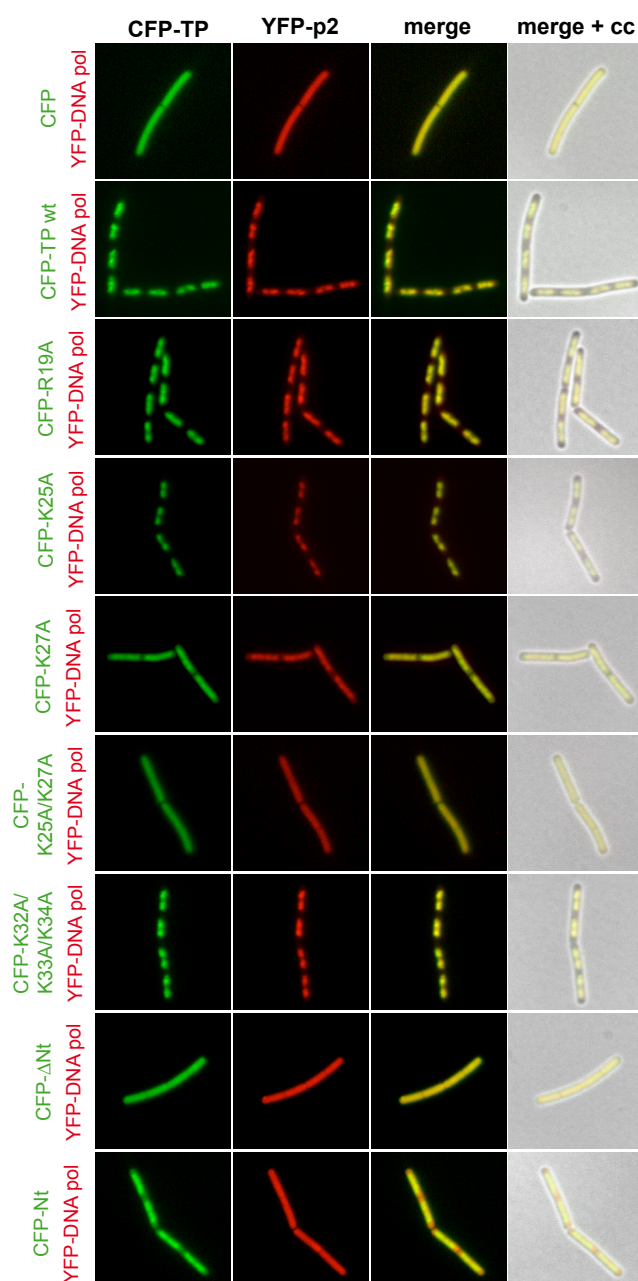 CFP-TP YFP-p2 merge merge + cc
CFP
YFP-DNA pol
CFP-TP wt
YFP-DNA pol
CFP-R19A
YFP-DNA pol
CFP-K25A
YFP-DNA pol
CFP-K27A
YFP-DNA pol
CFP-
K25A/K27A
YFP-DNA pol
CFP-K32A/
K33A/K34A
YFP-DNA pol
CFP-ΔNt
YFP-DNA pol
CFP-Nt
YFP-DNA pol